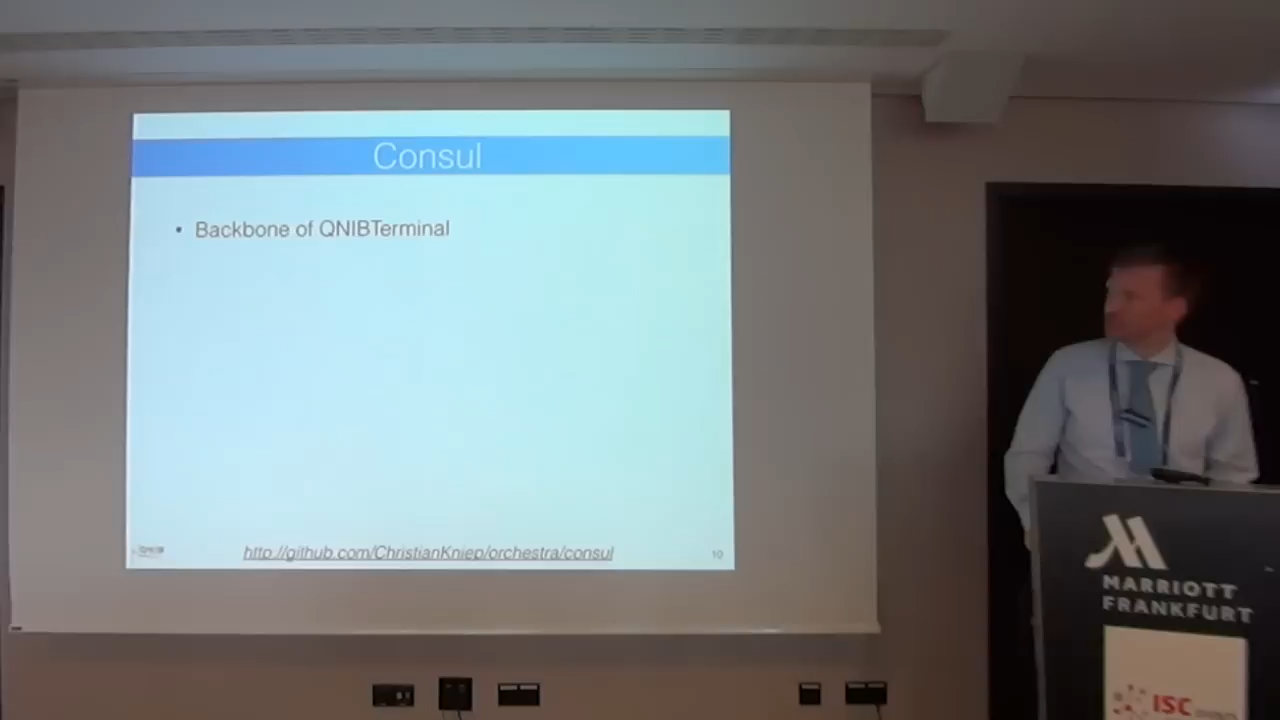 Consul
• Backbone of QNIBTerminal
http://github.com/ChristianKniep/orchestra/consul
10
MARRIOTT
FRANKFURT
ISC